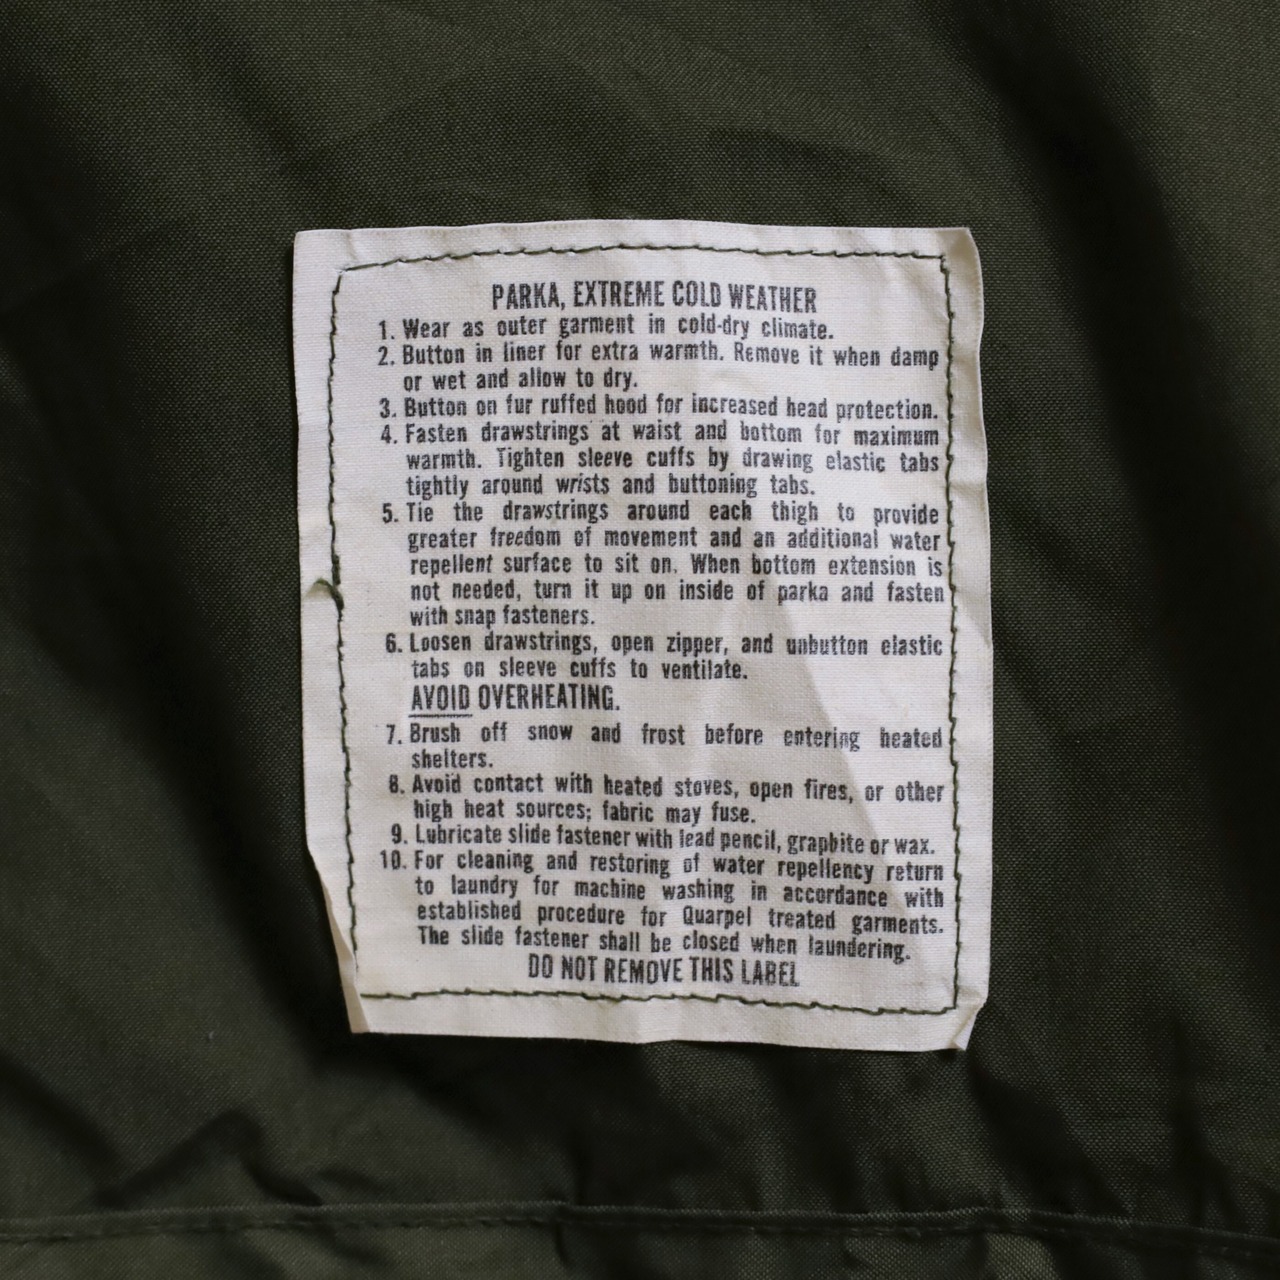 PARKA, EXTREME COLD WEATHER
1. Wear as outer garment in cold-dry climate.
2. Button in liner for extra warmth. Remove it when damp
or wet and allow to dry.
3. Button on fur ruffed hood for increased head protection.
4. Fasten drawstrings at waist and bottom for maximum
warmth. Tighten sleeve cuffs by drawing elastic tabs
tightly around wrists and buttoning tabs.
5. Tie the drawstrings around each thigh to provide
greater freedom of movement and an additional water
repellent surface to sit on. When bottom extension is
not needed, turn it up on inside of parka and fasten
with snap fasteners.
6. Loosen drawstrings, open zipper, and unbutton elastic
tabs on sleeve cuffs to ventilate.
AVOID OVERHEATING.
7. Brush off snow and frost before entering heated
shelters.
8. Avoid contact with heated stoves, open fires, or other
high heat sources; fabric may fuse.
9. Lubricate slide fastener with lead pencil, graphite or wax.
10. For cleaning and restoring of water repellency return
to laundry for machine washing in accordance with
established procedure for Quarpel treated garments.
The slide fastener shall be closed when laundering.
DO NOT REMOVE THIS LABEL